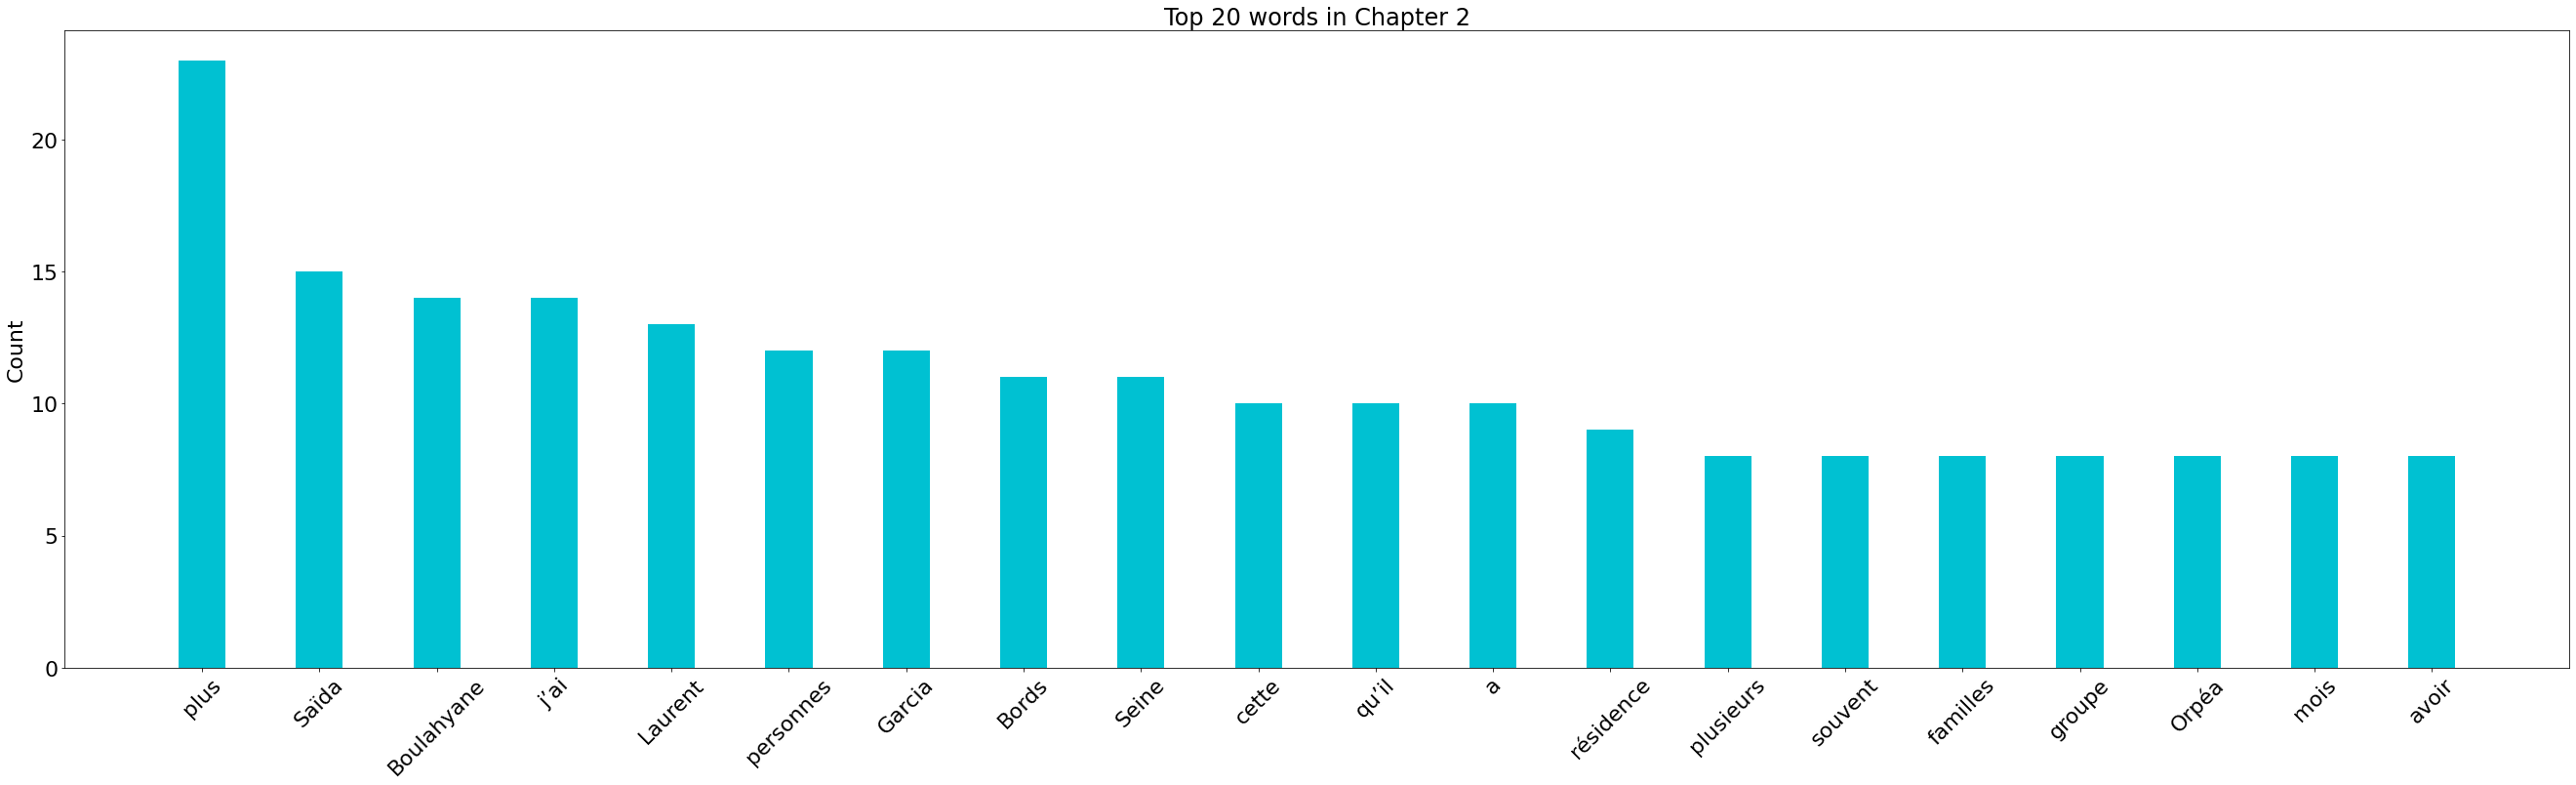 Top 20 words in Chapter 2
Count
20
15
10
5
0
plus
Saïda
Boulahyane
j’ai
Laurent
personnes
Garcia
Bords
Seine
cette
qu’il
a
résidence
plusieurs
souvent
familles
groupe
Orpéa
mois
avoir